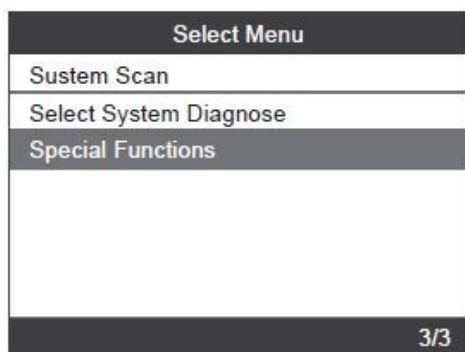 Select Menu
Sustem Scan
Select System Diagnose
Special Functions
3/3